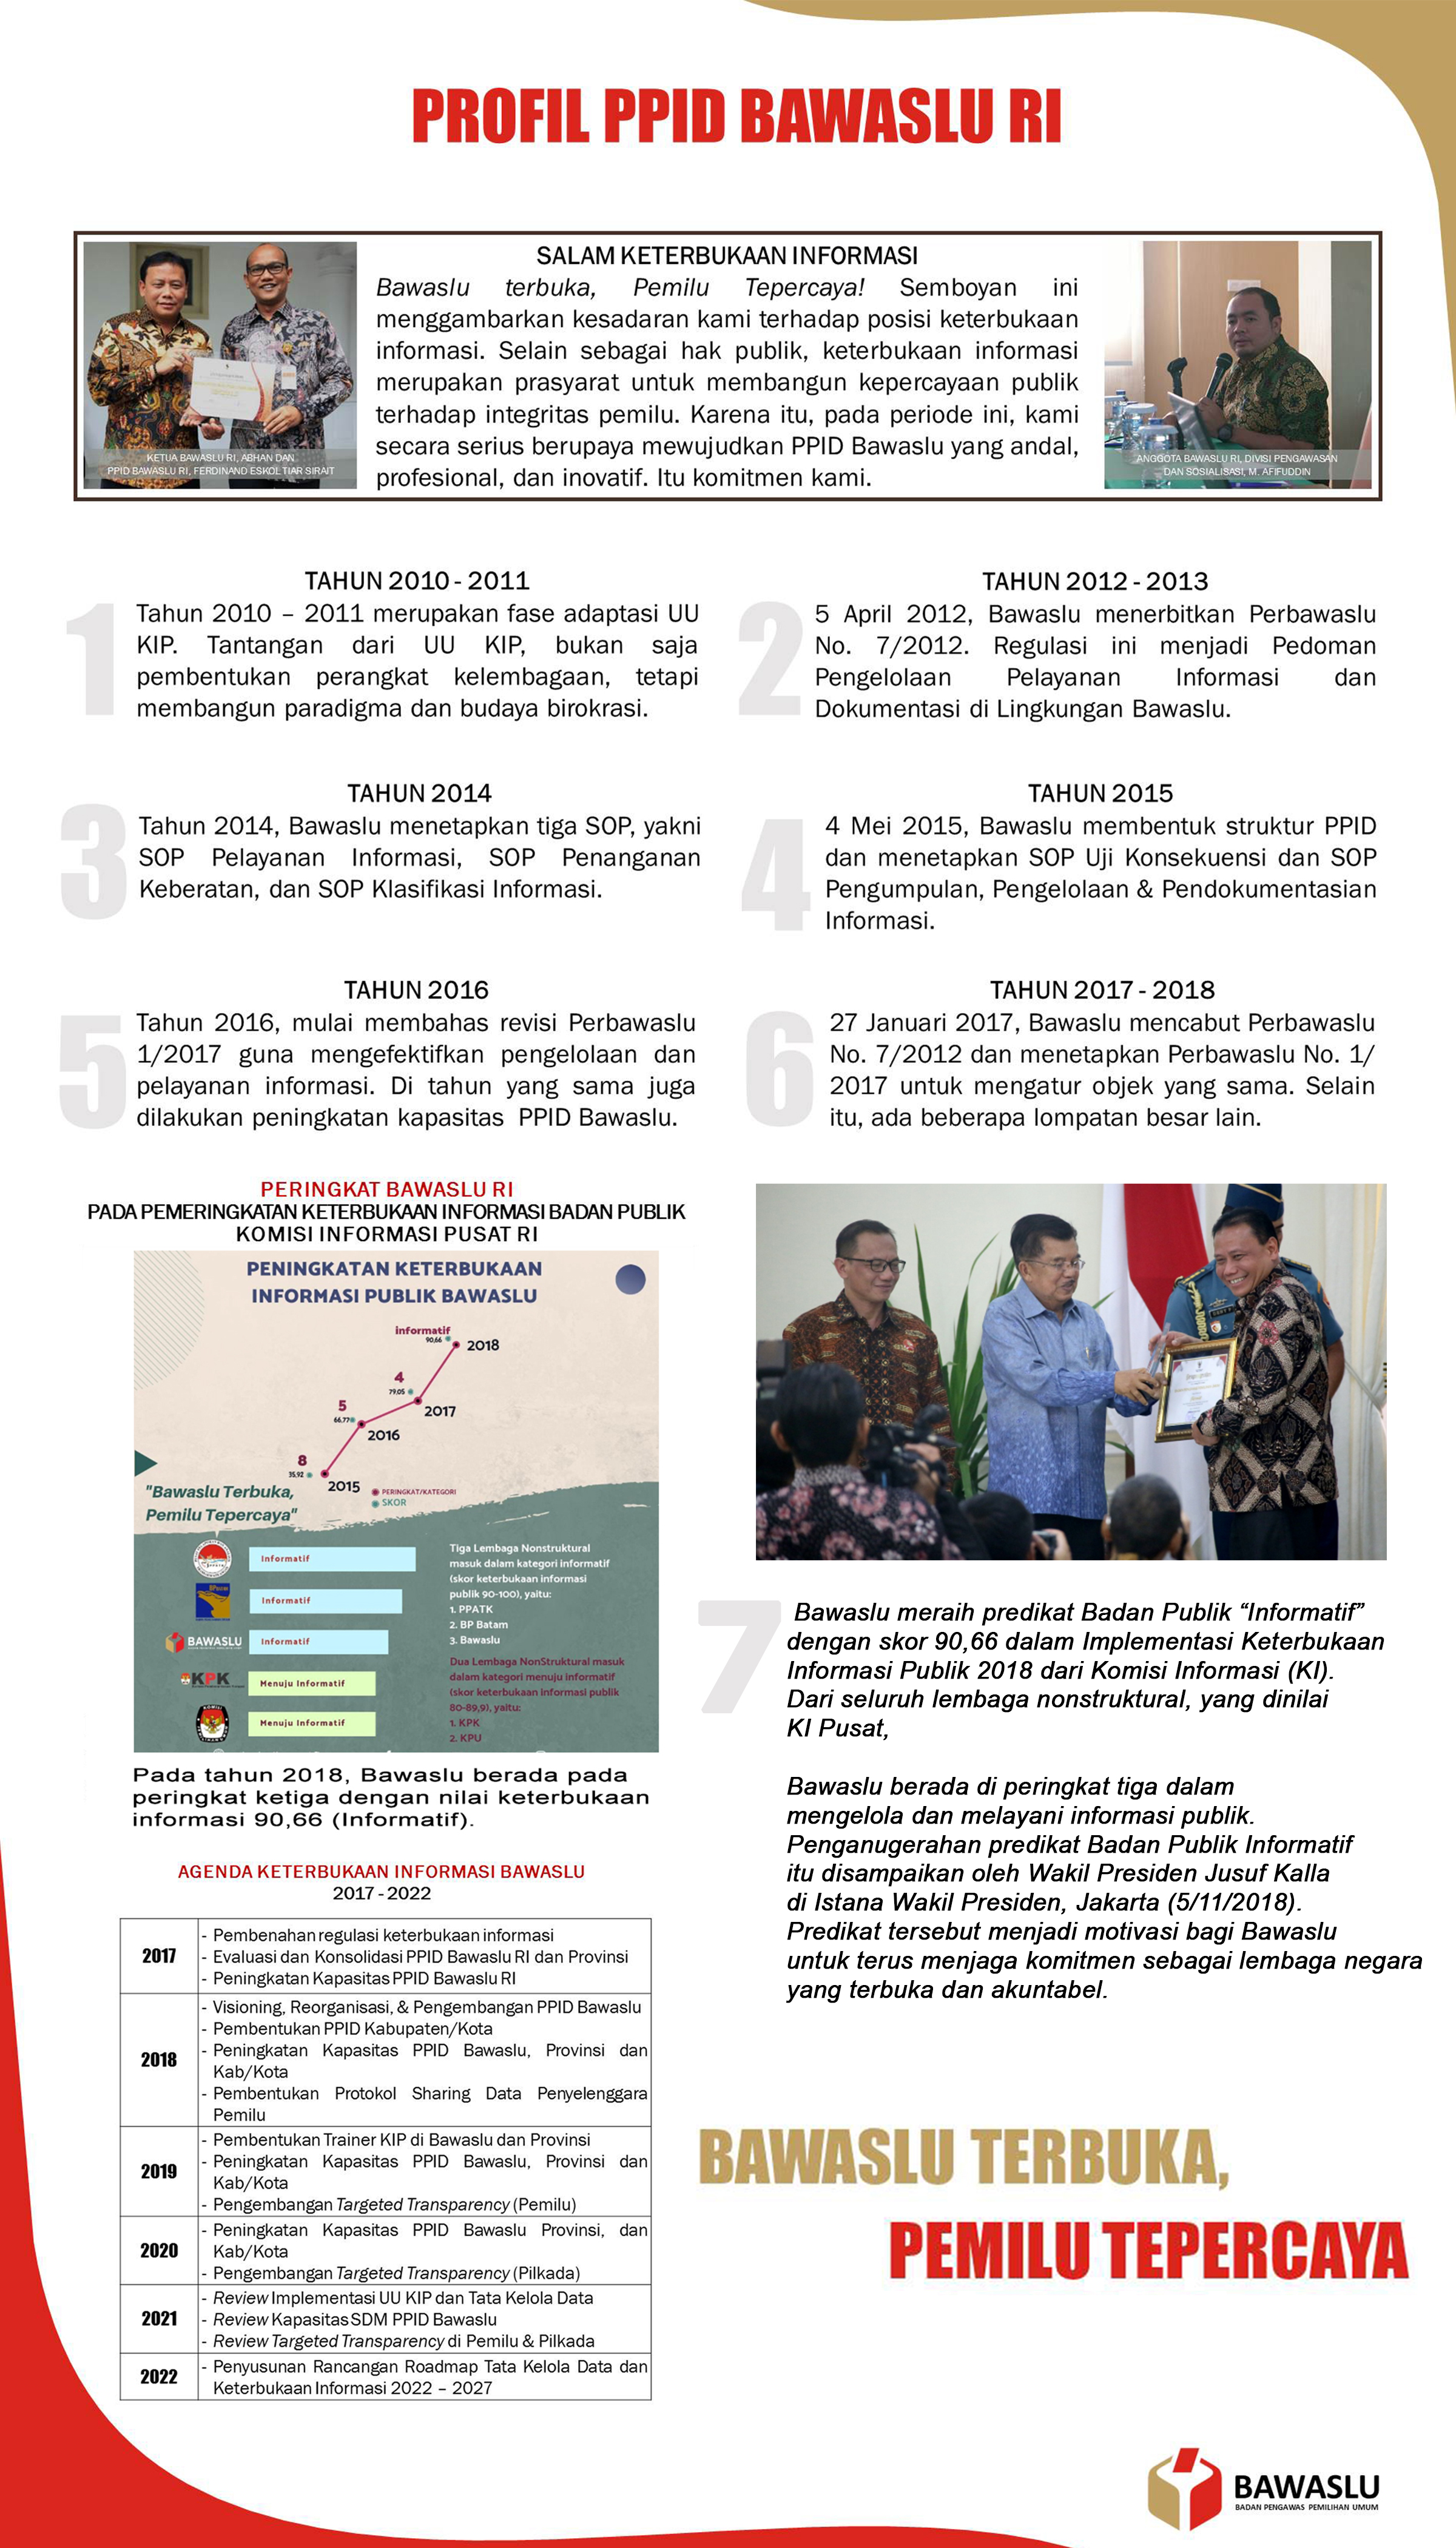 PROFIL PPID BAWASLU RI
SALAM KETERBUKAAN INFORMASI
Bawaslu terbuka, Pemilu Tepercaya! Semboyan ini
menggambarkan kesadaran kami terhadap posisi keterbukaan
informasi. Selain sebagai hak publik, keterbukaan informasi
merupakan prasyarat untuk membangun kepercayaan publik
terhadap integritas pemilu. Karena itu, pada periode ini, kami
secara serius berupaya mewujudkan PPID Bawaslu yang andal,
profesional, dan inovatif. Itu komitmen kami.
KETUA BAWASLU RI, ABHAN DAN
PPID BAWASLU RI, FERDINAND ESKOL TIAR SIRAIT
ANGGOTA BAWASLU RI, DIVISI PENGAWASAN
DAN SOSIALISASI, M. AFIFUDDIN
1
TAHUN 2010 - 2011
Tahun 2010 – 2011 merupakan fase adaptasi UU
KIP. Tantangan dari UU KIP, bukan saja
pembentukan perangkat kelembagaan, tetapi
membangun paradigma dan budaya birokrasi.
2
TAHUN 2012 - 2013
5 April 2012, Bawaslu menerbitkan Perbawaslu
No. 7/2012. Regulasi ini menjadi Pedoman
Pengelolaan Pelayanan Informasi dan
Dokumentasi di Lingkungan Bawaslu.
3
TAHUN 2014
Tahun 2014, Bawaslu menetapkan tiga SOP, yakni
SOP Pelayanan Informasi, SOP Penanganan
Keberatan, dan SOP Klasifikasi Informasi.
4
TAHUN 2015
4 Mei 2015, Bawaslu membentuk struktur PPID
dan menetapkan SOP Uji Konsekuensi dan SOP
Pengumpulan, Pengelolaan & Pendokumentasian
Informasi.
5
TAHUN 2016
Tahun 2016, mulai membahas revisi Perbawaslu
1/2017 guna mengefektifkan pengelolaan dan
pelayanan informasi. Di tahun yang sama juga
dilakukan peningkatan kapasitas PPID Bawaslu.
6
TAHUN 2017 - 2018
27 Januari 2017, Bawaslu mencabut Perbawaslu
No. 7/2012 dan menetapkan Perbawaslu No. 1/
2017 untuk mengatur objek yang sama. Selain
itu, ada beberapa lompatan besar lain.
PERINGKAT BAWASLU RI
PADA PEMERINGKATAN KETERBUKAAN INFORMASI BADAN PUBLIK
KOMISI INFORMASI PUSAT RI
PENINGKATAN KETERBUKAAN
INFORMASI PUBLIK BAWASLU
informatif
90,66
2018
4
79,05
2017
5
66,77
2016
8
35,92
2015
PERINGKAT/KATEGORI
SKOR
"Bawaslu Terbuka,
Pemilu Tepercaya"
Informatif
Informatif
BAWASLU
Informatif
KPK
Menuju Informatif
Menuju Informatif
Tiga Lembaga Nonstruktural
masuk dalam kategori informatif
(skor keterbukaan informasi
publik 90-100), yaitu:
1. PPATK
2. BP Batam
3. Bawaslu
Dua Lembaga NonStruktural masuk
dalam kategori menuju informatif
(skor keterbukaan informasi publik
80-89,9), yaitu:
1. KPK
2. KPU
Pada tahun 2018, Bawaslu berada pada
peringkat ketiga dengan nilai keterbukaan
informasi 90,66 (Informatif).
7
Bawaslu meraih predikat Badan Publik “Informatif”
dengan skor 90,66 dalam Implementasi Keterbukaan
Informasi Publik 2018 dari Komisi Informasi (KI).
Dari seluruh lembaga nonstruktural, yang dinilai
KI Pusat,
Bawaslu berada di peringkat tiga dalam
mengelola dan melayani informasi publik.
Penganugerahan predikat Badan Publik Informatif
itu disampaikan oleh Wakil Presiden Jusuf Kalla
di Istana Wakil Presiden, Jakarta (5/11/2018).
Predikat tersebut menjadi motivasi bagi Bawaslu
untuk terus menjaga komitmen sebagai lembaga negara
yang terbuka dan akuntabel.
AGENDA KETERBUKAAN INFORMASI BAWASLU
2017 - 2022
2017
- Pembenahan regulasi keterbukaan informasi
- Evaluasi dan Konsolidasi PPID Bawaslu RI dan Provinsi
- Peningkatan Kapasitas PPID Bawaslu RI
2018
- Visioning, Reorganisasi, & Pengembangan PPID Bawaslu
- Pembentukan PPID Kabupaten/Kota
- Peningkatan Kapasitas PPID Bawaslu, Provinsi dan
Kab/Kota
- Pembentukan Protokol Sharing Data Penyelenggara
Pemilu
2019
- Pembentukan Trainer KIP di Bawaslu dan Provinsi
- Peningkatan Kapasitas PPID Bawaslu, Provinsi dan
Kab/Kota
- Pengembangan Targeted Transparency (Pemilu)
2020
- Peningkatan Kapasitas PPID Bawaslu Provinsi, dan
Kab/Kota
- Pengembangan Targeted Transparency (Pilkada)
2021
- Review Implementasi UU KIP dan Tata Kelola Data
- Review Kapasitas SDM PPID Bawaslu
- Review Targeted Transparency di Pemilu & Pilkada
2022
- Penyusunan Rancangan Roadmap Tata Kelola Data dan
Keterbukaan Informasi 2022 – 2027
BAWASLU TERBUKA,
PEMILU TEPERCAYA
BAWASLU
BADAN PENGAWAS PEMILIHAN UMUM